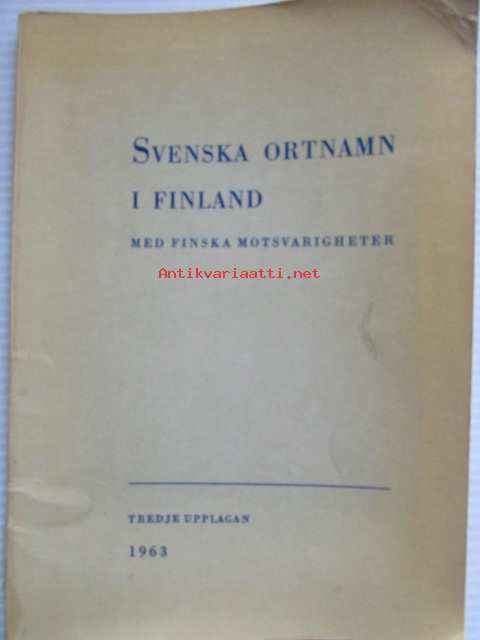 SVENSKA ORTNAMN
I FINLAND
MED FINSKA MOTSVARIGHETER
Antikvariaatti.net
TREDJE UPPLAGAN
1963